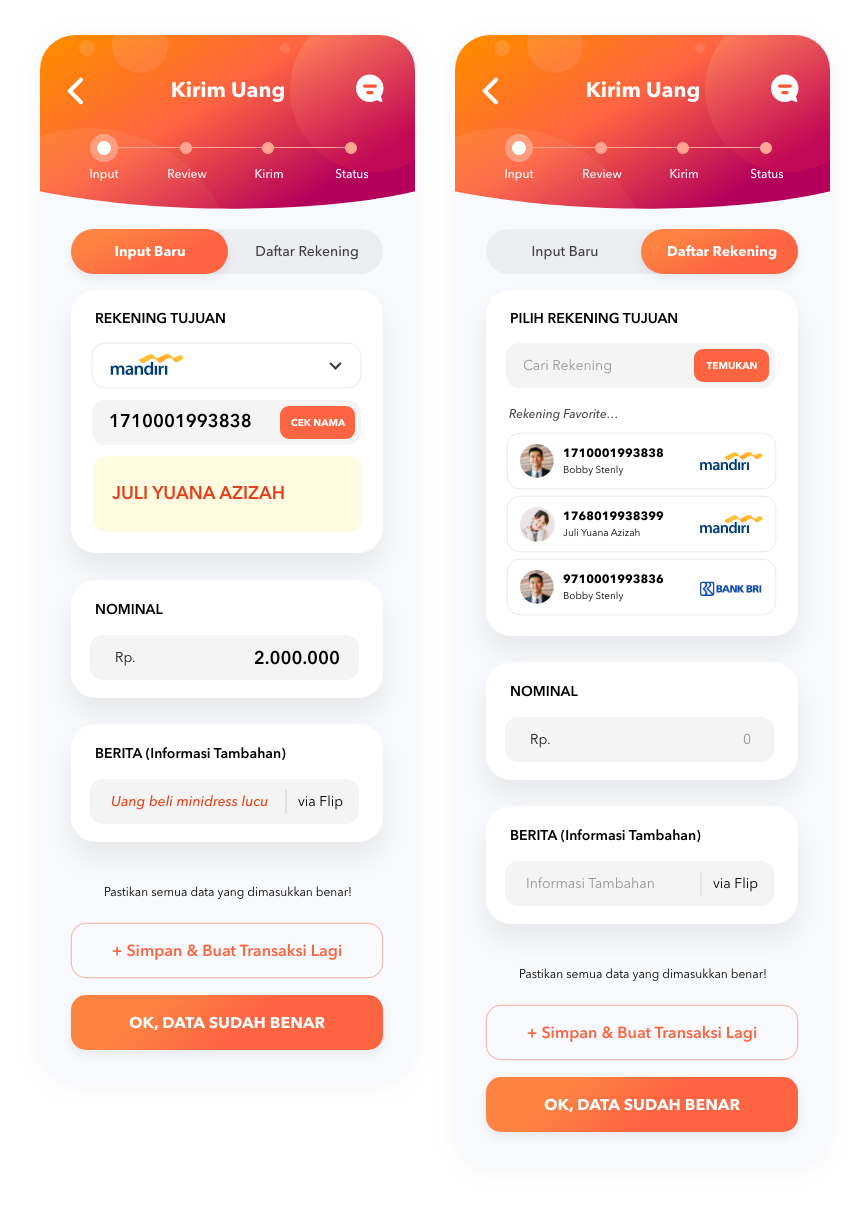 Kirim Uang
Input
Review
Kirim
Status
Input Baru
Daftar Rekening
REKENING TUJUAN
mandırı
1710001993838
CEK NAMA
JULI YUANA AZIZAH
NOMINAL
Rp.
2.000.000
BERITA (Informasi Tambahan)
Uang beli minidress lucu
via Flip
Pastikan semua data yang dimasukkan benar!
+ Simpan & Buat Transaksi Lagi
OK, DATA SUDAH BENAR
Kirim Uang
Input
Review
Kirim
Status
Input Baru
Daftar Rekening
PILIH REKENING TUJUAN
Cari Rekening
TEMUKAN
Rekening Favorite...
1710001993838
Bobby Stenly
mandırı
1768019938399
Juli Yuana Azizah
mandırı
9710001993836
Bobby Stenly
BANK BRI
NOMINAL
Rp.
0
BERITA (Informasi Tambahan)
Informasi Tambahan
via Flip
Pastikan semua data yang dimasukkan benar!
+ Simpan & Buat Transaksi Lagi
OK, DATA SUDAH BENAR